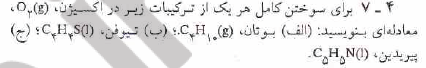 ۴ ـ ۷ برای سوختن کامل هر یک از ترکیبات زیر در اکسیژن، O₂(g)،
معادله‌ای بنویسید: (الف) بوتان، C₄H₁₀(g)؛ (ب) تیوفن، C₄H₄S(l)؛ (ج)
پیریدین، C₅H₅N(l).